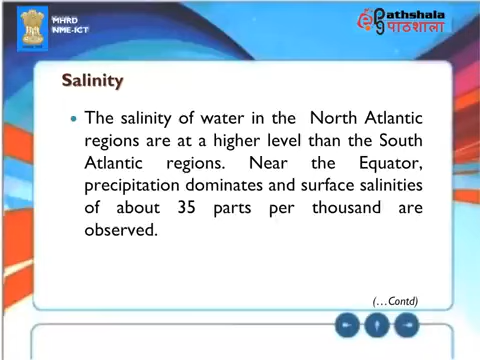 MHRD
NME-ICT
Pathshala
पाठशाला
Salinity
• The salinity of water in the North Atlantic
regions are at a higher level than the South
Atlantic regions. Near the Equator,
precipitation dominates and surface salinities
of about 35 parts per thousand are
observed.
(...Contd)